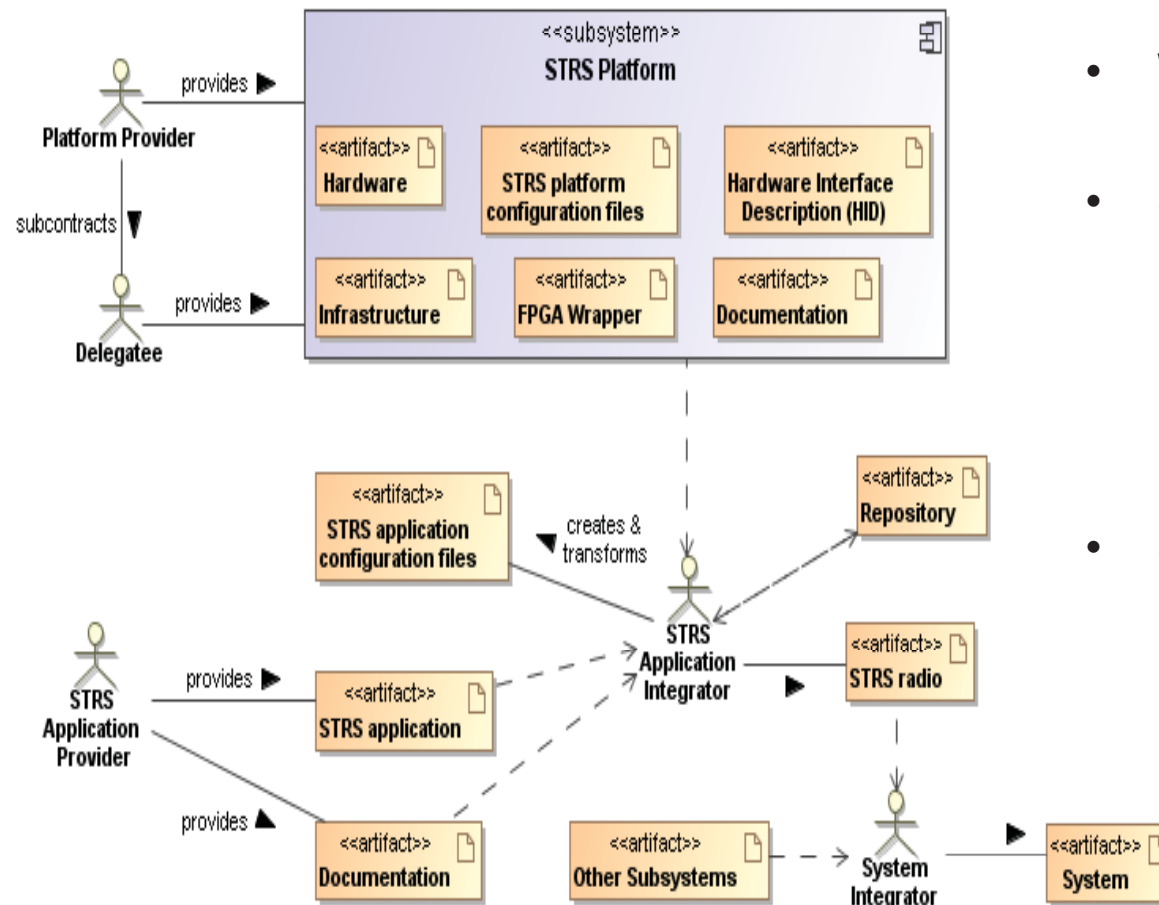 <<subsystem>>
STRS Platform
provides
Platform Provider
<<artifact>>
Hardware
<<artifact>>
STRS platform
configuration files
<<artifact>>
Hardware Interface
Description (HID)
subcontracts
<<artifact>>
Infrastructure
<<artifact>>
FPGA Wrapper
<<artifact>>
Documentation
provides
Delegatee
<<artifact>>
STRS application
configuration files
creates &
transforms
<<artifact>>
Repository
STRS
Application
Integrator
<<artifact>>
STRS radio
STRS
Application
Provider
provides
<<artifact>>
STRS application
provides
<<artifact>>
Documentation
<<artifact>>
Other Subsystems
System
Integrator
<<artifact>>
System